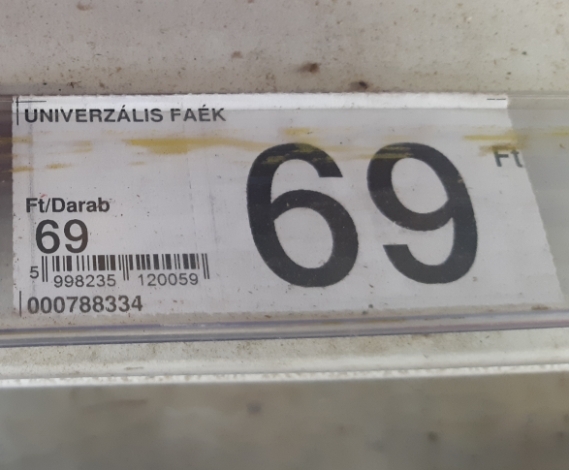 UNIVERZÁLIS FAÉK
69 Ft
Ft/Darab
69
5 998235 120059
000788334